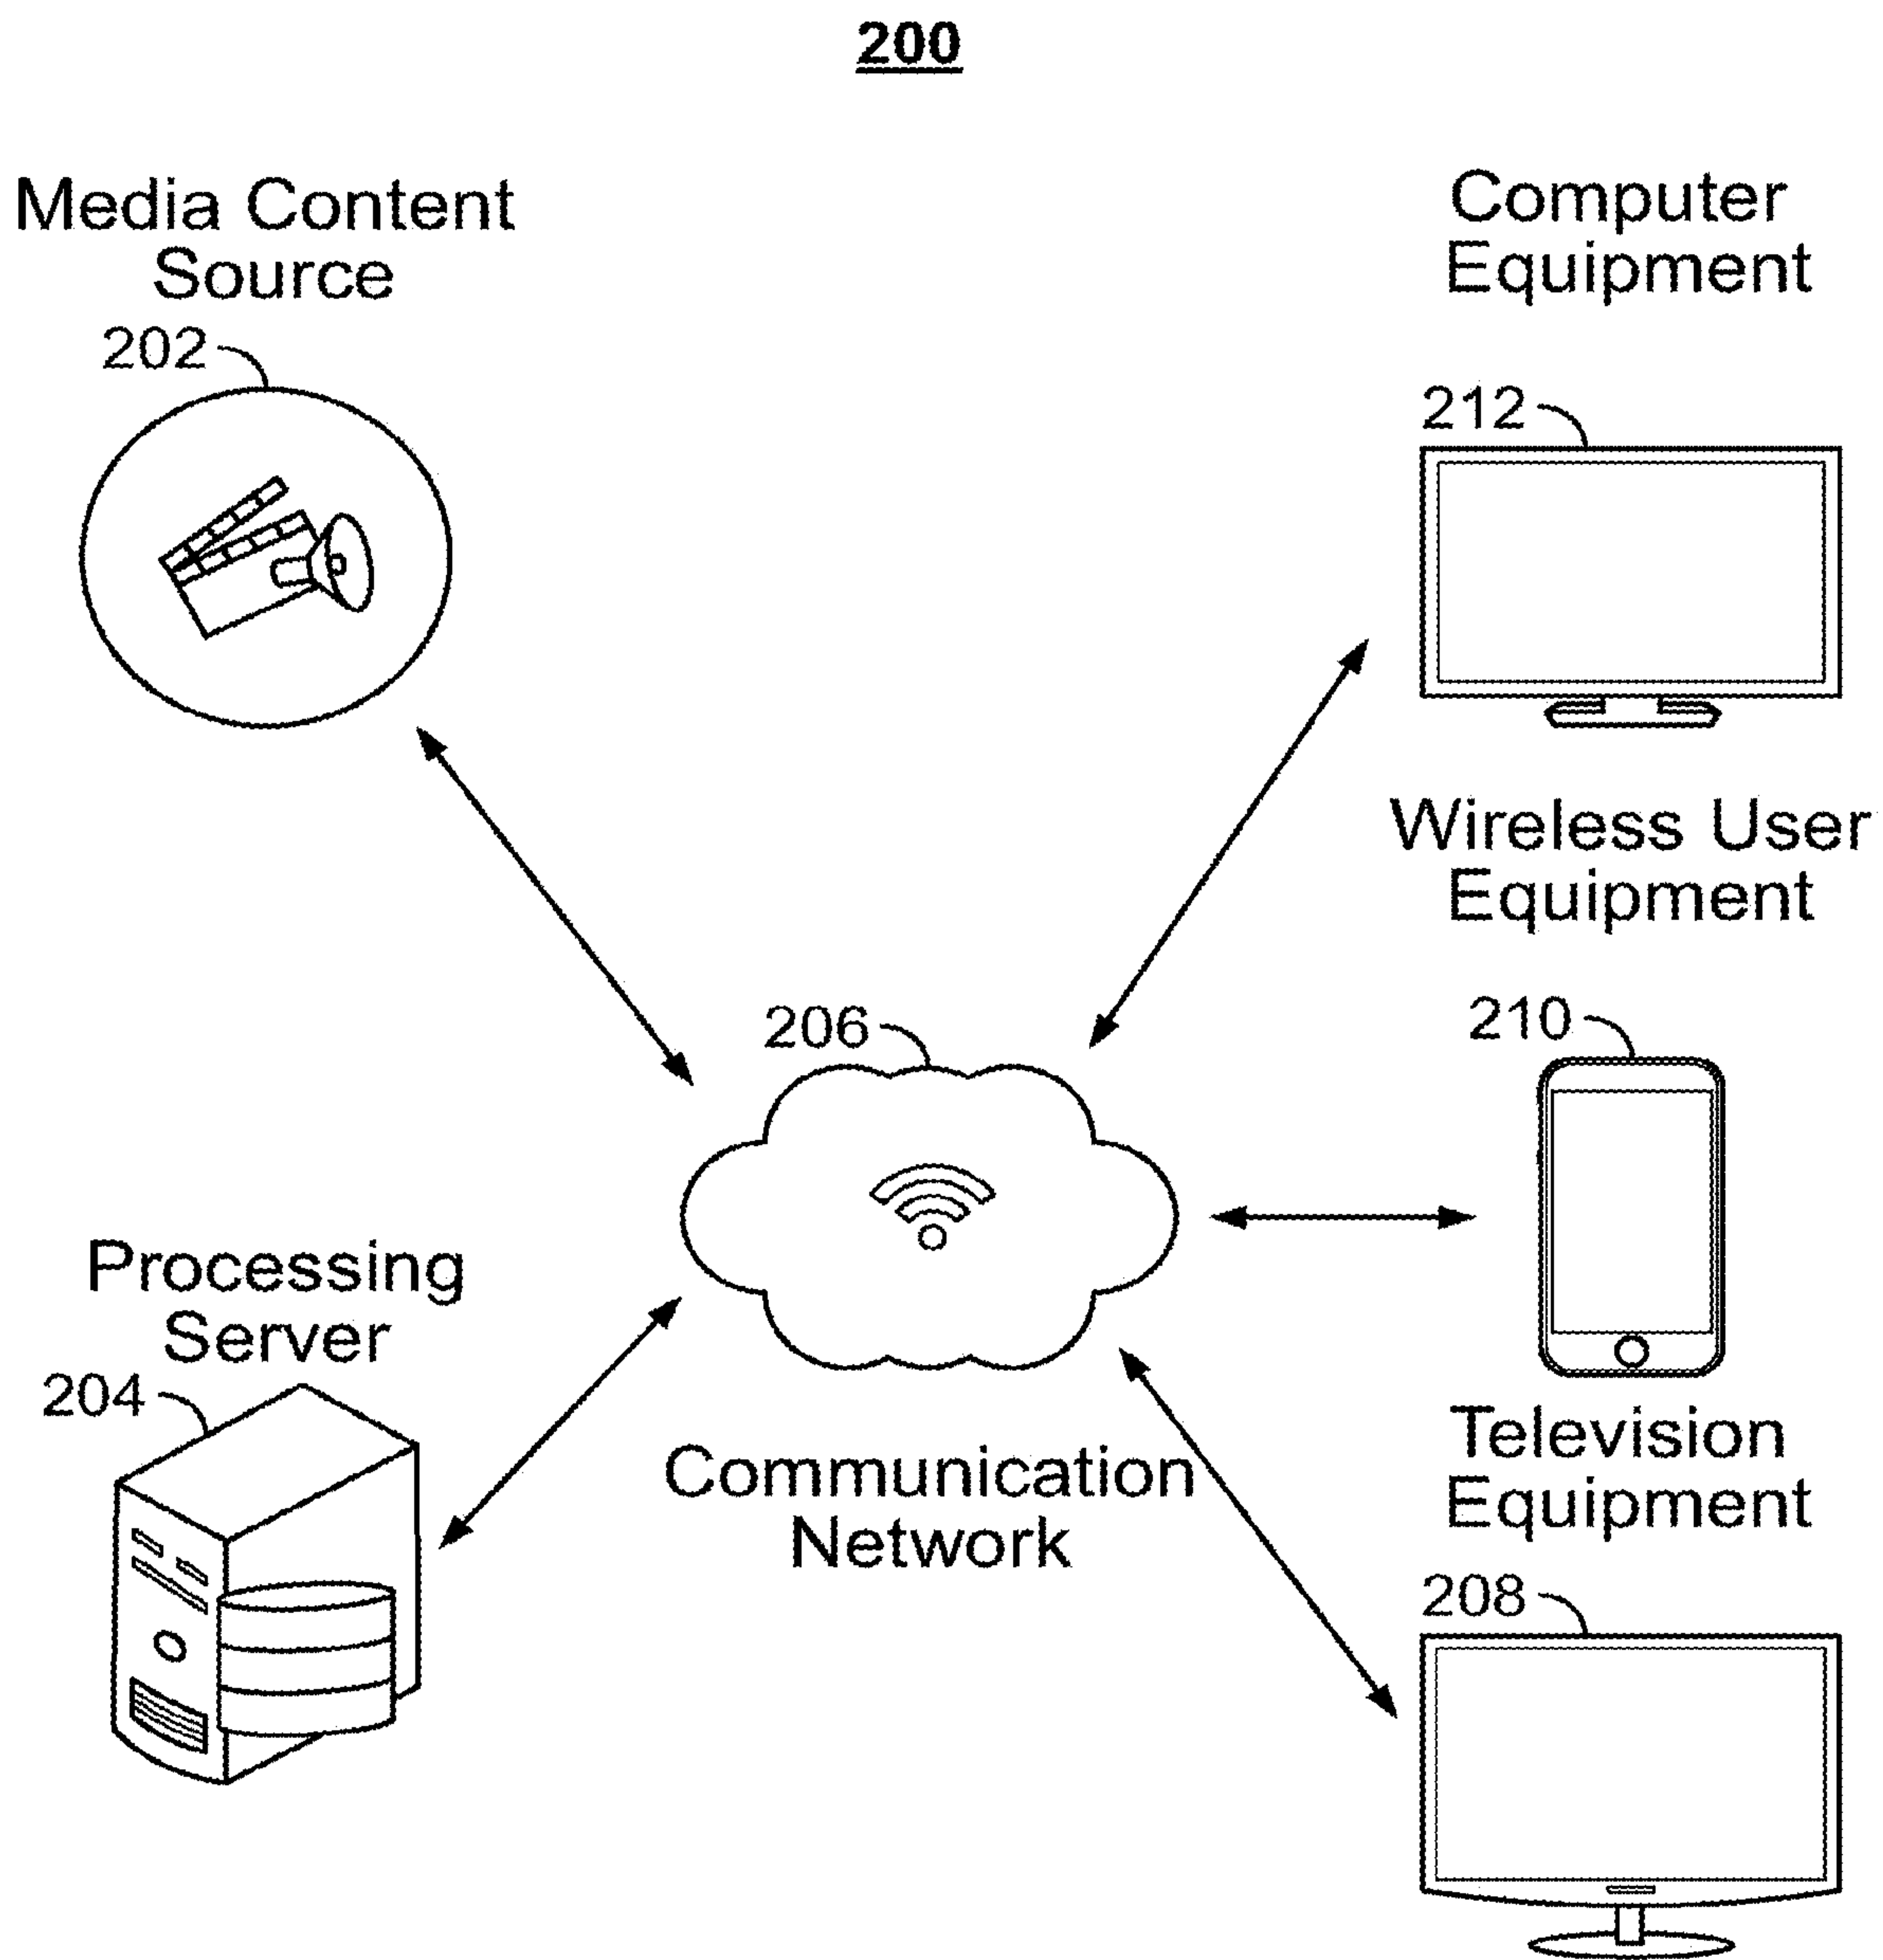 200
Media Content
Source
202
Computer
Equipment
212
Wireless User
Equipment
206
210
Processing
Server
204
Communication
Network
Television
Equipment
208